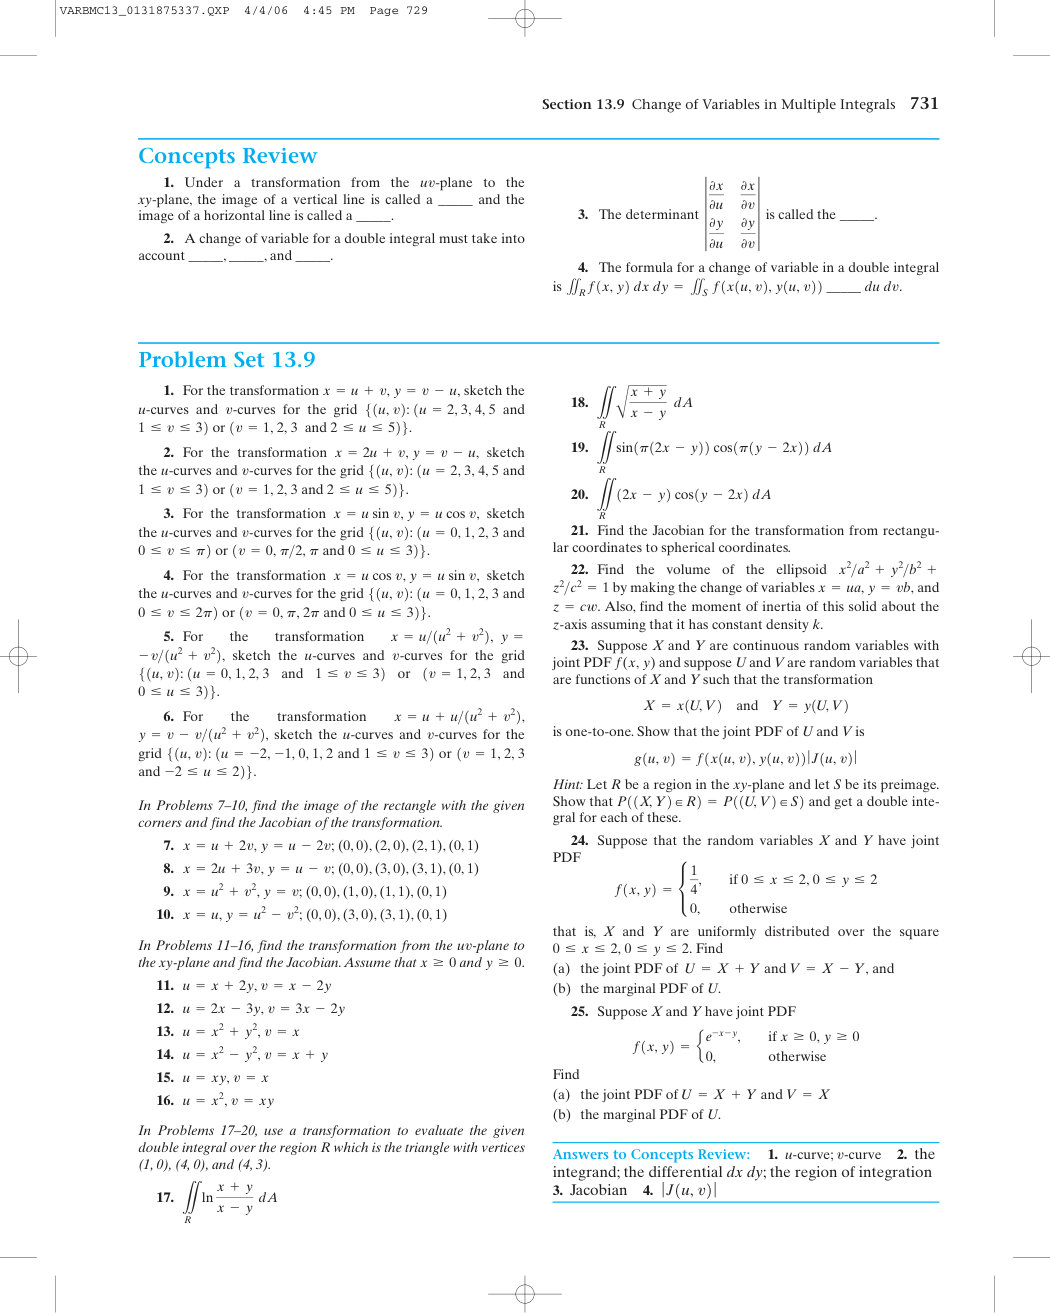 VARBMC13_0131875337.QXP 4/4/06 4:45 PM Page 729
Section 13.9 Change of Variables in Multiple Integrals 731
Concepts Review
1. Under a transformation from the uv-plane to the
xy-plane, the image of a vertical line is called a _____ and the
image of a horizontal line is called a _____.
2. A change of variable for a double integral must take into
account _____, _____, and _____.
3. The determinant |∂x/∂u ∂x/∂v ; ∂y/∂u ∂y/∂v| is called the _____.
4. The formula for a change of variable in a double integral
is ∬_R f(x, y) dx dy = ∬_S f(x(u, v), y(u, v)) _____ du dv.
Problem Set 13.9
1. For the transformation x = u + v, y = v − u, sketch the
u-curves and v-curves for the grid {(u, v): (u = 2, 3, 4, 5 and
1 ≤ v ≤ 3) or (v = 1, 2, 3 and 2 ≤ u ≤ 5)}.
2. For the transformation x = 2u + v, y = v − u, sketch
the u-curves and v-curves for the grid {(u, v): (u = 2, 3, 4, 5 and
1 ≤ v ≤ 3) or (v = 1, 2, 3 and 2 ≤ u ≤ 5)}.
3. For the transformation x = u sin v, y = u cos v, sketch
the u-curves and v-curves for the grid {(u, v): (u = 0, 1, 2, 3 and
0 ≤ v ≤ π) or (v = 0, π/2, π and 0 ≤ u ≤ 3)}.
4. For the transformation x = u cos v, y = u sin v, sketch
the u-curves and v-curves for the grid {(u, v): (u = 0, 1, 2, 3 and
0 ≤ v ≤ 2π) or (v = 0, π, 2π and 0 ≤ u ≤ 3)}.
5. For the transformation x = u/(u² + v²), y =
−v/(u² + v²), sketch the u-curves and v-curves for the grid
{(u, v): (u = 0, 1, 2, 3 and 1 ≤ v ≤ 3) or (v = 1, 2, 3 and
0 ≤ u ≤ 3)}.
6. For the transformation x = u + u/(u² + v²),
y = v − v/(u² + v²), sketch the u-curves and v-curves for the
grid {(u, v): (u = −2, −1, 0, 1, 2 and 1 ≤ v ≤ 3) or (v = 1, 2, 3
and −2 ≤ u ≤ 2)}.
In Problems 7–10, find the image of the rectangle with the given
corners and find the Jacobian of the transformation.
7. x = u + 2v, y = u − 2v; (0, 0), (2, 0), (2, 1), (0, 1)
8. x = 2u + 3v, y = u − v; (0, 0), (3, 0), (3, 1), (0, 1)
9. x = u² + v², y = v; (0, 0), (1, 0), (1, 1), (0, 1)
10. x = u, y = u² − v²; (0, 0), (3, 0), (3, 1), (0, 1)
In Problems 11–16, find the transformation from the uv-plane to
the xy-plane and find the Jacobian. Assume that x ≥ 0 and y ≥ 0.
11. u = x + 2y, v = x − 2y
12. u = 2x − 3y, v = 3x − 2y
13. u = x² + y², v = x
14. u = x² − y², v = x + y
15. u = xy, v = x
16. u = x², v = xy
In Problems 17–20, use a transformation to evaluate the given
double integral over the region R which is the triangle with vertices
(1, 0), (4, 0), and (4, 3).
17. ∬_R ln (x + y)/(x − y) dA
18. ∬_R √((x + y)/(x − y)) dA
19. ∬_R sin(π(2x − y)) cos(π(y − 2x)) dA
20. ∬_R (2x − y) cos(y − 2x) dA
21. Find the Jacobian for the transformation from rectangu-
lar coordinates to spherical coordinates.
22. Find the volume of the ellipsoid x²/a² + y²/b² +
z²/c² = 1 by making the change of variables x = ua, y = vb, and
z = cw. Also, find the moment of inertia of this solid about the
z-axis assuming that it has constant density k.
23. Suppose X and Y are continuous random variables with
joint PDF f(x, y) and suppose U and V are random variables that
are functions of X and Y such that the transformation
X = x(U, V) and Y = y(U, V)
is one-to-one. Show that the joint PDF of U and V is
g(u, v) = f(x(u, v), y(u, v))|J(u, v)|
Hint: Let R be a region in the xy-plane and let S be its preimage.
Show that P((X, Y) ∈ R) = P((U, V) ∈ S) and get a double inte-
gral for each of these.
24. Suppose that the random variables X and Y have joint
PDF
f(x, y) = { 1/4, if 0 ≤ x ≤ 2, 0 ≤ y ≤ 2
0, otherwise
that is, X and Y are uniformly distributed over the square
0 ≤ x ≤ 2, 0 ≤ y ≤ 2. Find
(a) the joint PDF of U = X + Y and V = X − Y, and
(b) the marginal PDF of U.
25. Suppose X and Y have joint PDF
f(x, y) = { e^(−x−y), if x ≥ 0, y ≥ 0
0, otherwise
Find
(a) the joint PDF of U = X + Y and V = X
(b) the marginal PDF of U.
Answers to Concepts Review: 1. u-curve; v-curve 2. the
integrand; the differential dx dy; the region of integration
3. Jacobian 4. |J(u, v)|